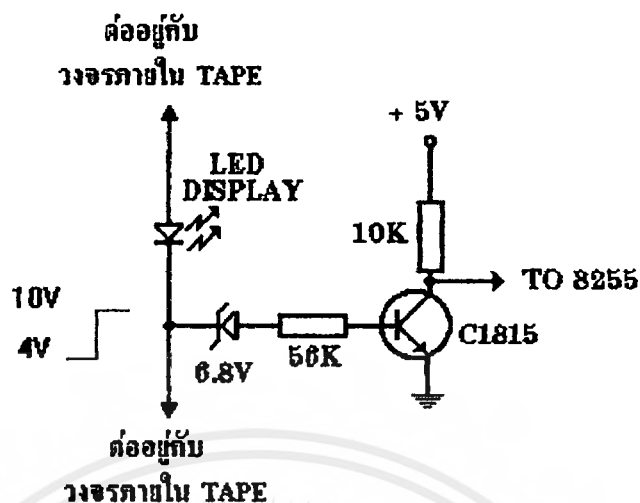 ต่ออยู่กับ
วงจรภายใน TAPE
+ 5V
LED
DISPLAY
10K
TO 8255
10V
4V
6.8V
56K
C1815
ต่ออยู่กับ
วงจรภายใน TAPE